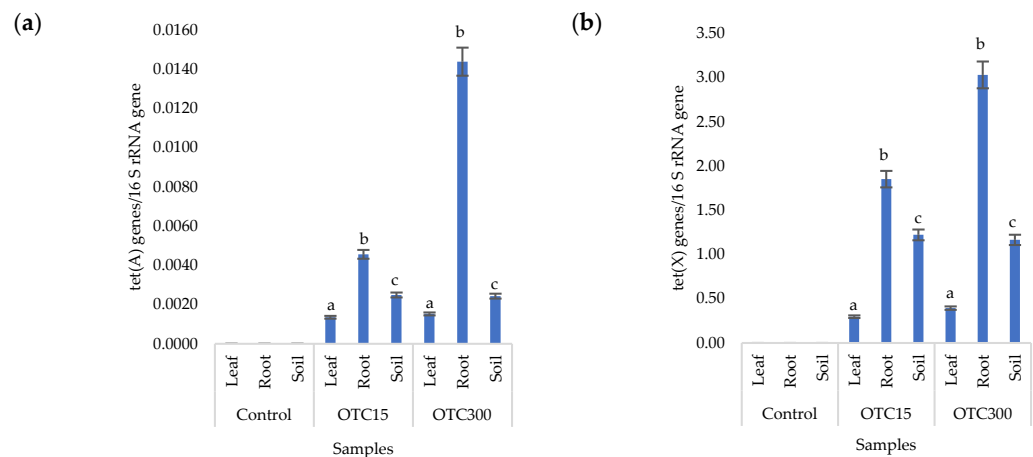 (a)
tet(A) genes/16 S rRNA gene
0.0160
0.0140
0.0120
0.0100
0.0080
0.0060
0.0040
0.0020
0.0000
a
b
c
a
b
c
Leaf
Root
Soil
Leaf
Root
Soil
Leaf
Root
Soil
Control
OTC15
OTC300
Samples
(b)
tet(X) genes/16 S rRNA gene
3.50
3.00
2.50
2.00
1.50
1.00
0.50
0.00
a
b
c
a
b
c
Leaf
Root
Soil
Leaf
Root
Soil
Leaf
Root
Soil
Control
OTC15
OTC300
Samples